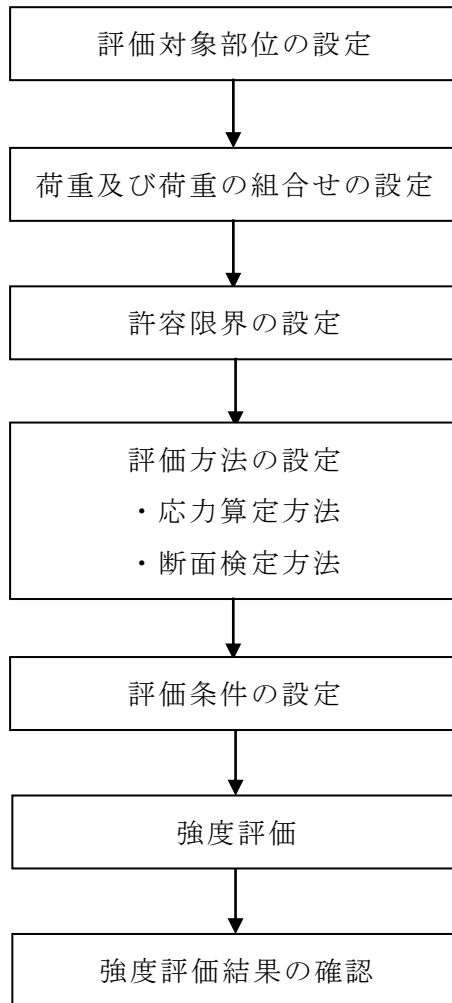 評価対象部位の設定
荷重及び荷重の組合せの設定
許容限界の設定
評価方法の設定
・応力算定方法
・断面検定方法
評価条件の設定
強度評価
強度評価結果の確認